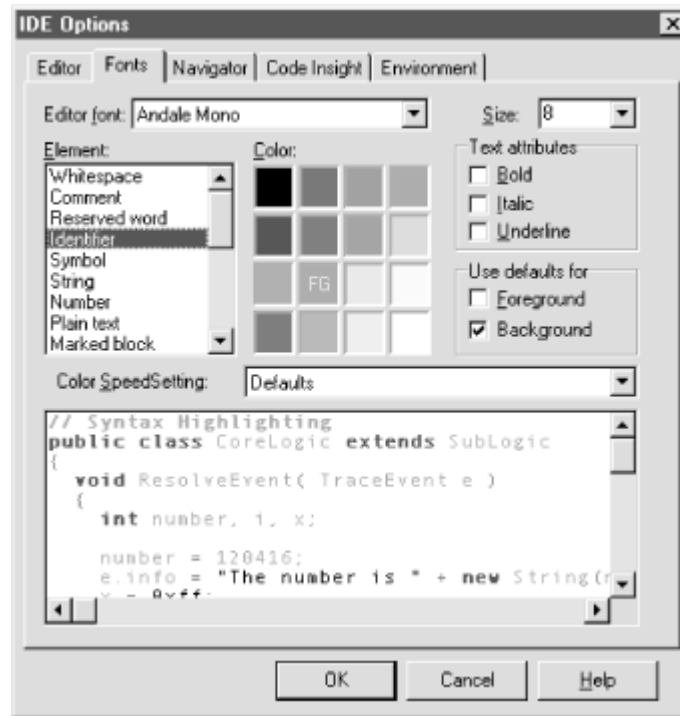 IDE Options
Editor Fonts Navigator Code Insight Environment
Editor font: Andale Mono Size: 8
Element: Color: Text attributes
Whitespace
Comment
Reserved word
Identifier
Symbol
String
Number
Plain text
Marked block
FG
Bold
Italic
Underline
Use defaults for
Foreground
Background
Color SpeedSetting: Defaults
// Syntax Highlighting
public class CoreLogic extends SubLogic
{
void ResolveEvent( TraceEvent e )
{
int number, i, x;
number = 120416;
e.info = "The number is " + new String(n
x = 0xff;
OK Cancel Help